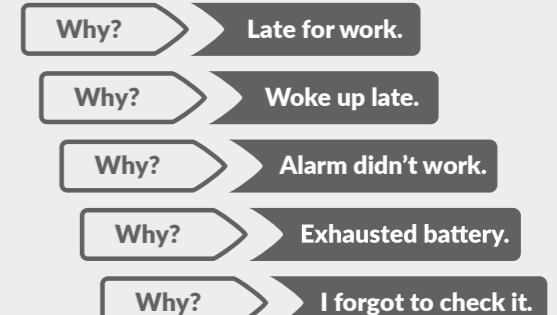 Why? Late for work.
Why? Woke up late.
Why? Alarm didn't work.
Why? Exhausted battery.
Why? I forgot to check it.